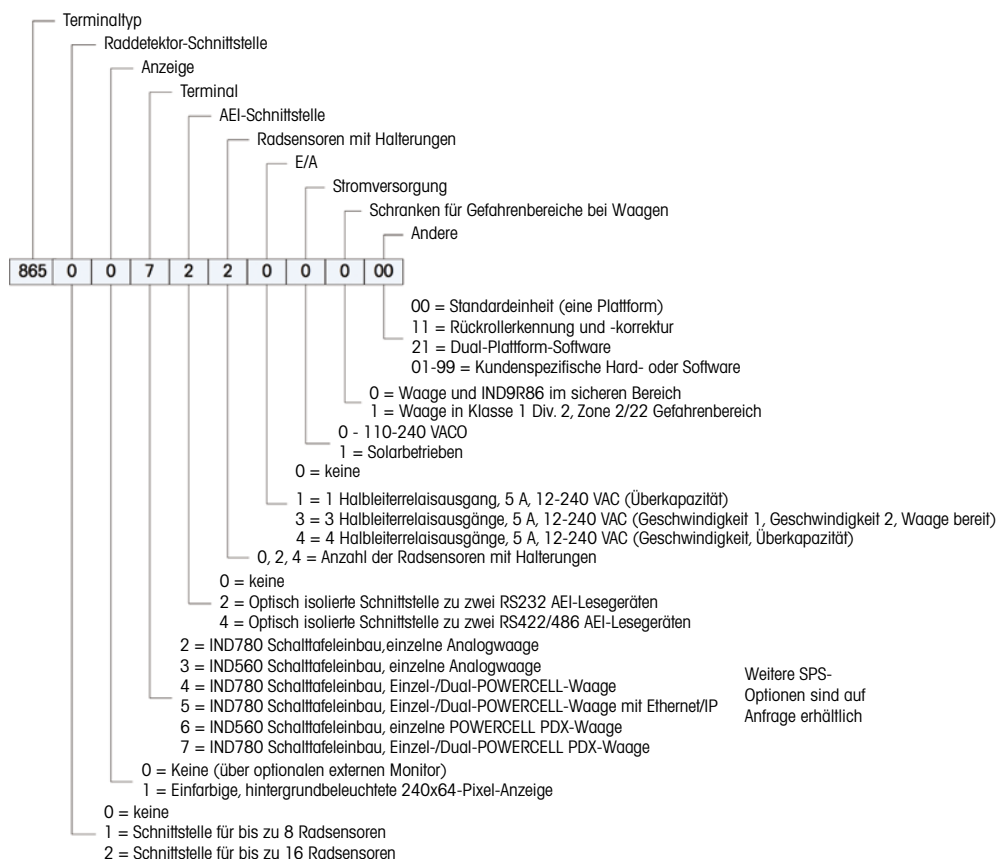 Terminaltyp
Raddetektor-Schnittstelle
Anzeige
Terminal
AEI-Schnittstelle
Radsensoren mit Halterungen
E/A
Stromversorgung
Schranken für Gefahrenbereiche bei Waagen
Andere
865 0 0 7 2 2 0 0 0 00
00 = Standardeinheit (eine Plattform)
11 = Rückrollerkennung und -korrektur
21 = Dual-Plattform-Software
01-99 = Kundenspezifische Hard- oder Software
0 = Waage und IND9R86 im sicheren Bereich
1 = Waage in Klasse 1 Div. 2, Zone 2/22 Gefahrenbereich
0 - 110-240 VACO
1 = Solarbetrieben
0 = keine
1 = 1 Halbleiterrelaisausgang, 5 A, 12-240 VAC (Überkapazität)
3 = 3 Halbleiterrelaisausgänge, 5 A, 12-240 VAC (Geschwindigkeit 1, Geschwindigkeit 2, Waage bereit)
4 = 4 Halbleiterrelaisausgänge, 5 A, 12-240 VAC (Geschwindigkeit, Überkapazität)
0, 2, 4 = Anzahl der Radsensoren mit Halterungen
0 = keine
2 = Optisch isolierte Schnittstelle zu zwei RS232 AEI-Lesegeräten
4 = Optisch isolierte Schnittstelle zu zwei RS422/486 AEI-Lesegeräten
2 = IND780 Schalttafeleinbau,einzelne Analogwaage
3 = IND560 Schalttafeleinbau, einzelne Analogwaage
4 = IND780 Schalttafeleinbau, Einzel-/Dual-POWERCELL-Waage
5 = IND780 Schalttafeleinbau, Einzel-/Dual-POWERCELL-Waage mit Ethernet/IP
6 = IND560 Schalttafeleinbau, einzelne POWERCELL PDX-Waage
7 = IND780 Schalttafeleinbau, Einzel-/Dual-POWERCELL PDX-Waage
Weitere SPS-
Optionen sind auf
Anfrage erhältlich
0 = Keine (über optionalen externen Monitor)
1 = Einfarbige, hintergrundbeleuchtete 240x64-Pixel-Anzeige
0 = keine
1 = Schnittstelle für bis zu 8 Radsensoren
2 = Schnittstelle für bis zu 16 Radsensoren